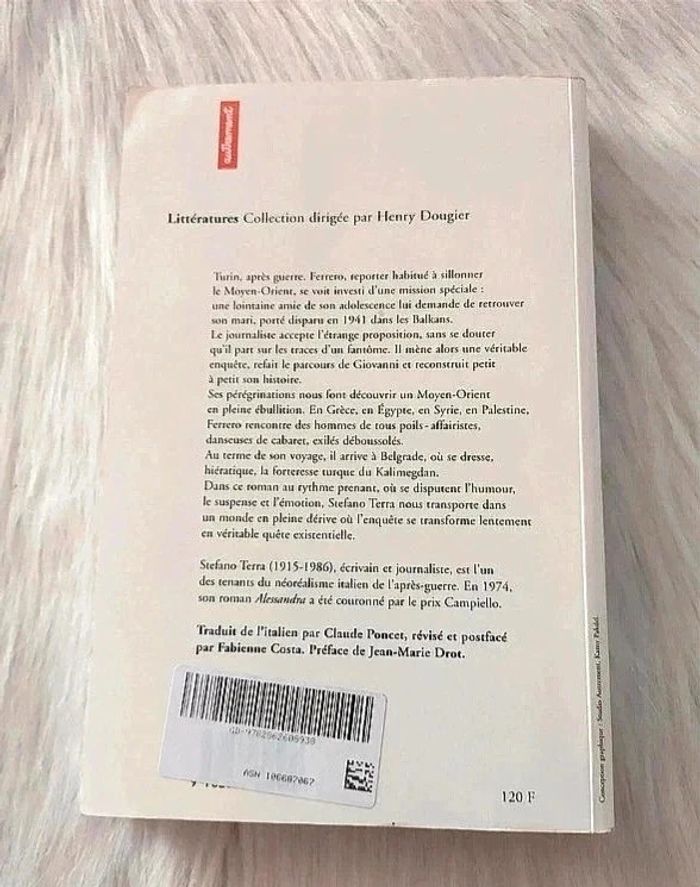 autrement
Littératures Collection dirigée par Henry Dougier
Turin, après guerre. Ferrero, reporter habitué à sillonner
le Moyen-Orient, se voit investi d'une mission spéciale :
une lointaine amie de son adolescence lui demande de retrouver
son mari, porté disparu en 1941 dans les Balkans.
Le journaliste accepte l'étrange proposition, sans se douter
qu'il part sur les traces d'un fantôme. Il mène alors une véritable
enquête, refait le parcours de Giovanni et reconstruit petit
à petit son histoire.
Ses pérégrinations nous font découvrir un Moyen-Orient
en pleine ébullition. En Grèce, en Égypte, en Syrie, en Palestine,
Ferrero rencontre des hommes de tous poils - affairistes,
danseuses de cabaret, exilés déboussolés.
Au terme de son voyage, il arrive à Belgrade, où se dresse,
hiératique, la forteresse turque du Kalimegdan.
Dans ce roman au rythme prenant, où se disputent l'humour,
le suspense et l'émotion, Stefano Terra nous transporte dans
un monde en pleine dérive où l'enquête se transforme lentement
en véritable quête existentielle.
Stefano Terra (1915-1986), écrivain et journaliste, est l'un
des tenants du néoréalisme italien de l'après-guerre. En 1974,
son roman Alessandra a été couronné par le prix Campiello.
Traduit de l'italien par Claude Poncet, révisé et postfacé
par Fabienne Costa. Préface de Jean-Marie Drot.
GD-9782862608938
ASN 106687067
120 F
Conception graphique : Studio Autrement, Kamy Pakdel